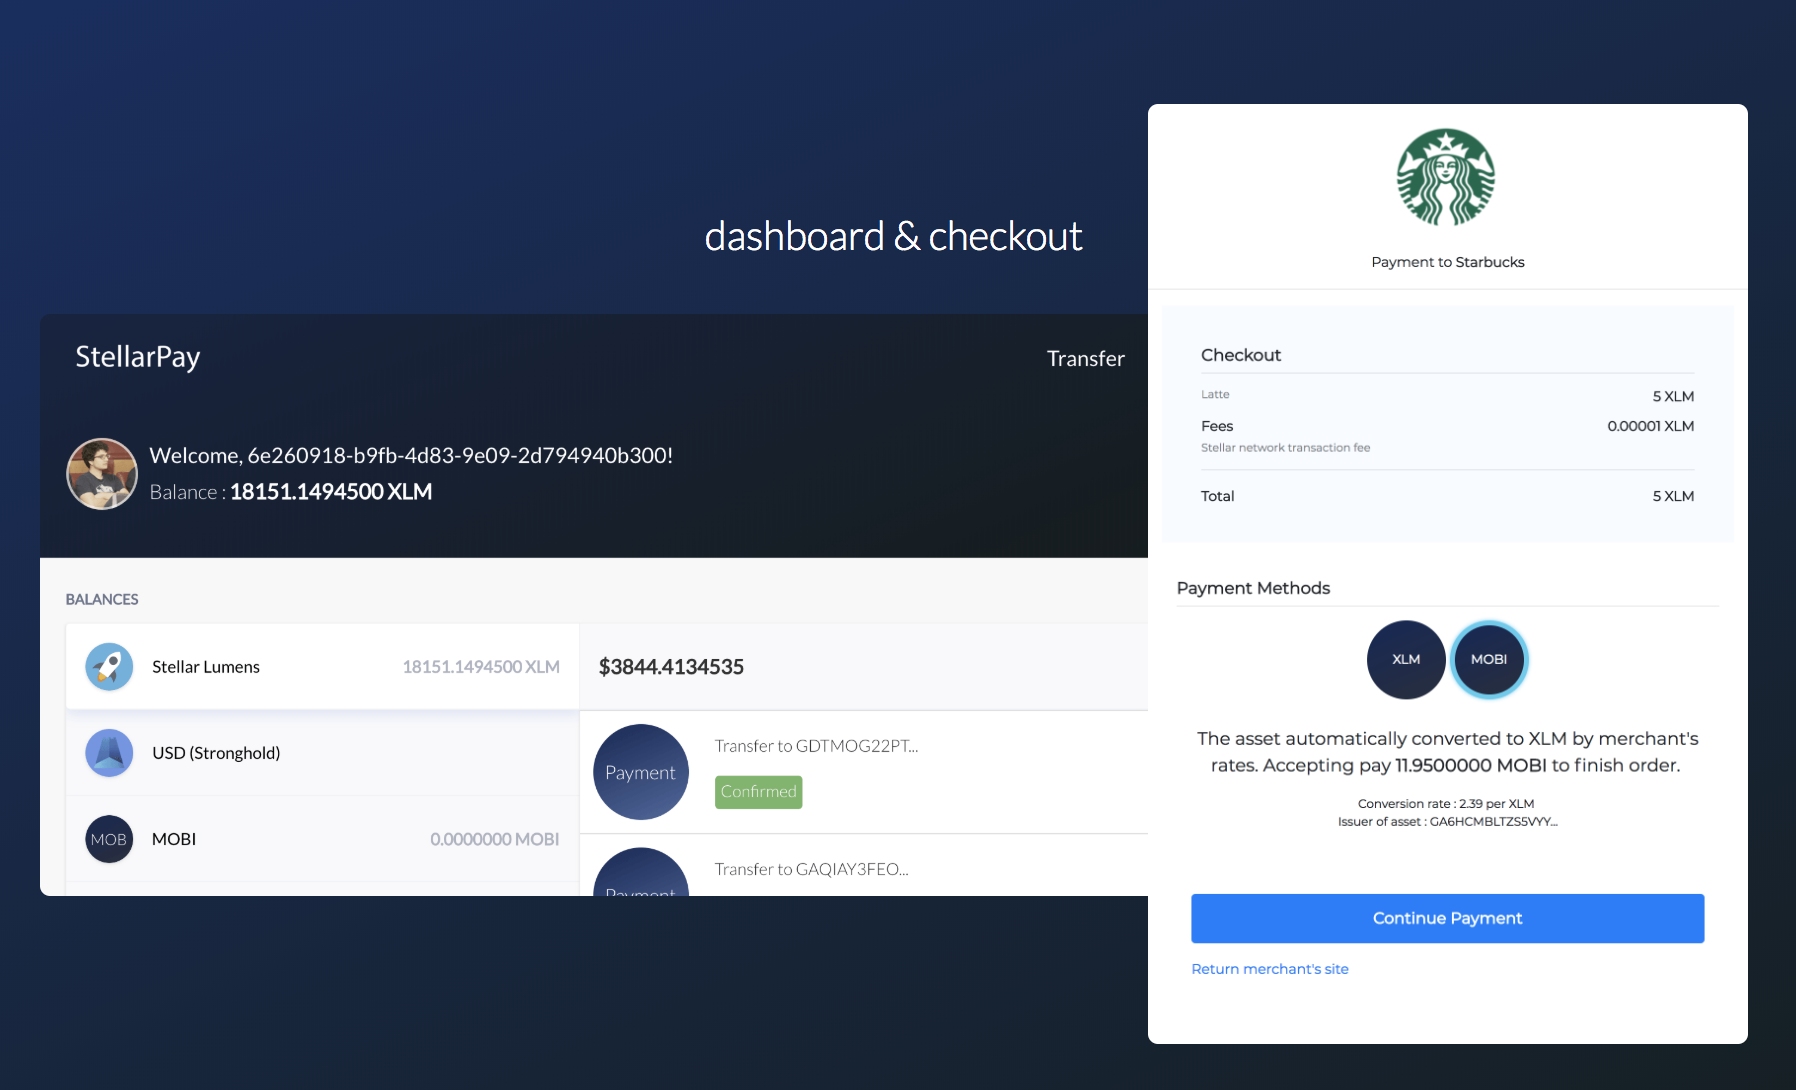 dashboard & checkout
StellarPay
Transfer
Welcome, 6e260918-b9fb-4d83-9e09-2d794940b300!
Balance : 18151.1494500 XLM
BALANCES
Stellar Lumens 18151.1494500 XLM
USD (Stronghold)
MOB MOBI 0.0000000 MOBI
$3844.4134535
Payment
Transfer to GDTMOG22PT...
Confirmed
Transfer to GAQIAY3FEO...
Payment
Payment to Starbucks
Checkout
Latte 5 XLM
Fees 0.00001 XLM
Stellar network transaction fee
Total 5 XLM
Payment Methods
XLM MOBI
The asset automatically converted to XLM by merchant's
rates. Accepting pay 11.9500000 MOBI to finish order.
Conversion rate : 2.39 per XLM
Issuer of asset : GA6HCMBLTZS5VYY...
Continue Payment
Return merchant's site